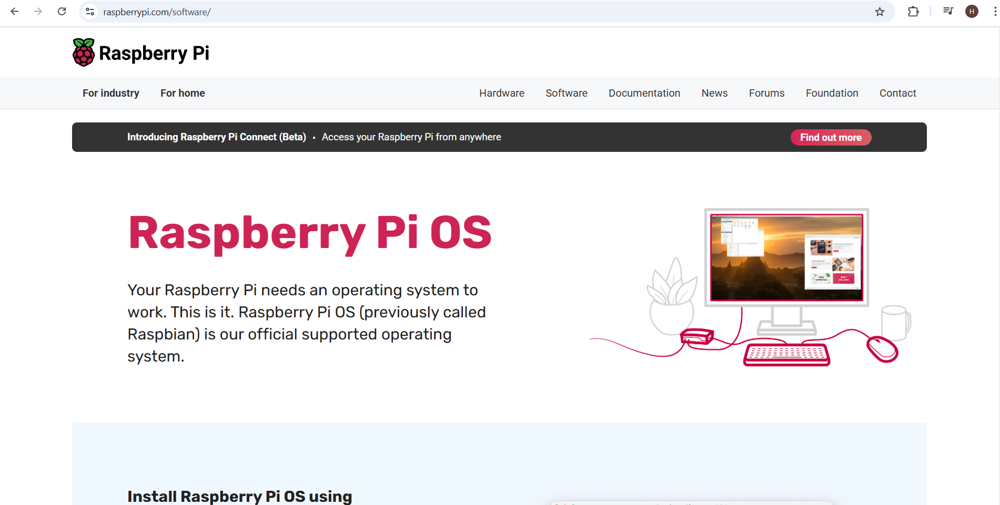 raspberrypi.com/software/
H
Raspberry Pi
For industry For home Hardware Software Documentation News Forums Foundation Contact
Introducing Raspberry Pi Connect (Beta) • Access your Raspberry Pi from anywhere Find out more
Raspberry Pi OS
Your Raspberry Pi needs an operating system to
work. This is it. Raspberry Pi OS (previously called
Raspbian) is our official supported operating
system.
BEST
SELLERS
Install Raspberry Pi OS using